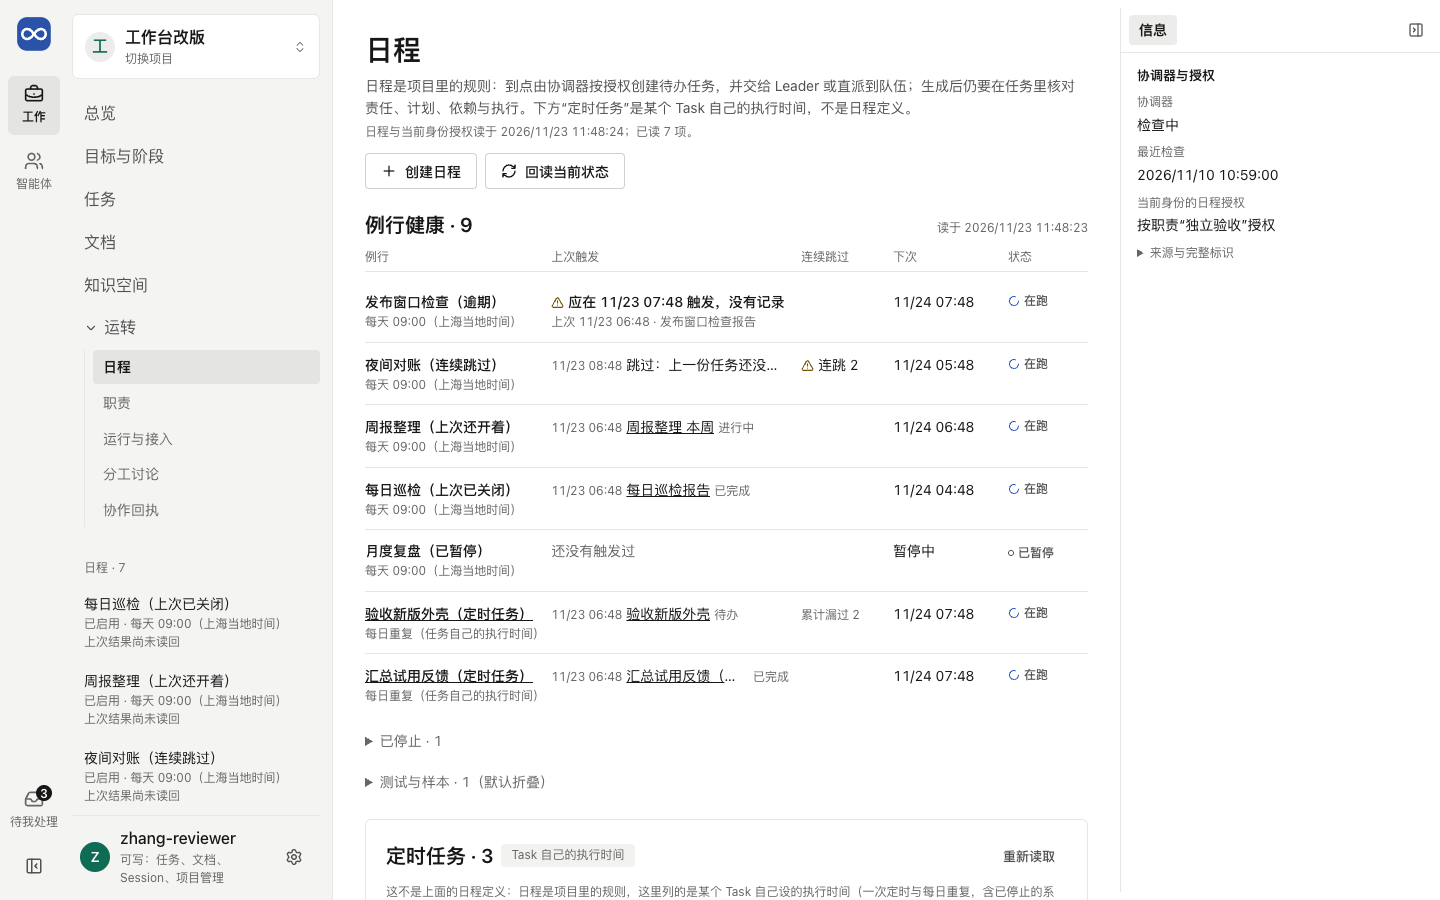 工 工作台改版
切换项目
工作
智能体
总览
目标与阶段
任务
文档
知识空间
运转
日程
职责
运行与接入
分工讨论
协作回执
日程 · 7
每日巡检（上次已关闭）
已启用 · 每天 09:00（上海当地时间）
上次结果尚未读回
周报整理（上次还开着）
已启用 · 每天 09:00（上海当地时间）
上次结果尚未读回
夜间对账（连续跳过）
已启用 · 每天 09:00（上海当地时间）
上次结果尚未读回
3
待我处理
Z zhang-reviewer
可写：任务、文档、
Session、项目管理
日程
日程是项目里的规则：到点由协调器按授权创建待办任务，并交给 Leader 或直派到队伍；生成后仍要在任务里核对
责任、计划、依赖与执行。下方“定时任务”是某个 Task 自己的执行时间，不是日程定义。
日程与当前身份授权读于 2026/11/23 11:48:24；已读 7 项。
创建日程 回读当前状态
例行健康 · 9 读于 2026/11/23 11:48:23
例行 上次触发 连续跳过 下次 状态
发布窗口检查（逾期） 应在 11/23 07:48 触发，没有记录 11/24 07:48 在跑
每天 09:00（上海当地时间） 上次 11/23 06:48 · 发布窗口检查报告
夜间对账（连续跳过） 11/23 08:48 跳过：上一份任务还没… 连跳 2 11/24 05:48 在跑
每天 09:00（上海当地时间）
周报整理（上次还开着） 11/23 06:48 周报整理 本周 进行中 11/24 06:48 在跑
每天 09:00（上海当地时间）
每日巡检（上次已关闭） 11/23 06:48 每日巡检报告 已完成 11/24 04:48 在跑
每天 09:00（上海当地时间）
月度复盘（已暂停） 还没有触发过 暂停中 已暂停
每天 09:00（上海当地时间）
验收新版外壳（定时任务） 11/23 06:48 验收新版外壳 待办 累计漏过 2 11/24 07:48 在跑
每日重复（任务自己的执行时间）
汇总试用反馈（定时任务） 11/23 06:48 汇总试用反馈（… 已完成 11/24 07:48 在跑
每日重复（任务自己的执行时间）
已停止 · 1
测试与样本 · 1（默认折叠）
定时任务 · 3 Task 自己的执行时间 重新读取
这不是上面的日程定义：日程是项目里的规则，这里列的是某个 Task 自己设的执行时间（一次定时与每日重复，含已停止的系
信息
协调器与授权
协调器
检查中
最近检查
2026/11/10 10:59:00
当前身份的日程授权
按职责“独立验收”授权
来源与完整标识